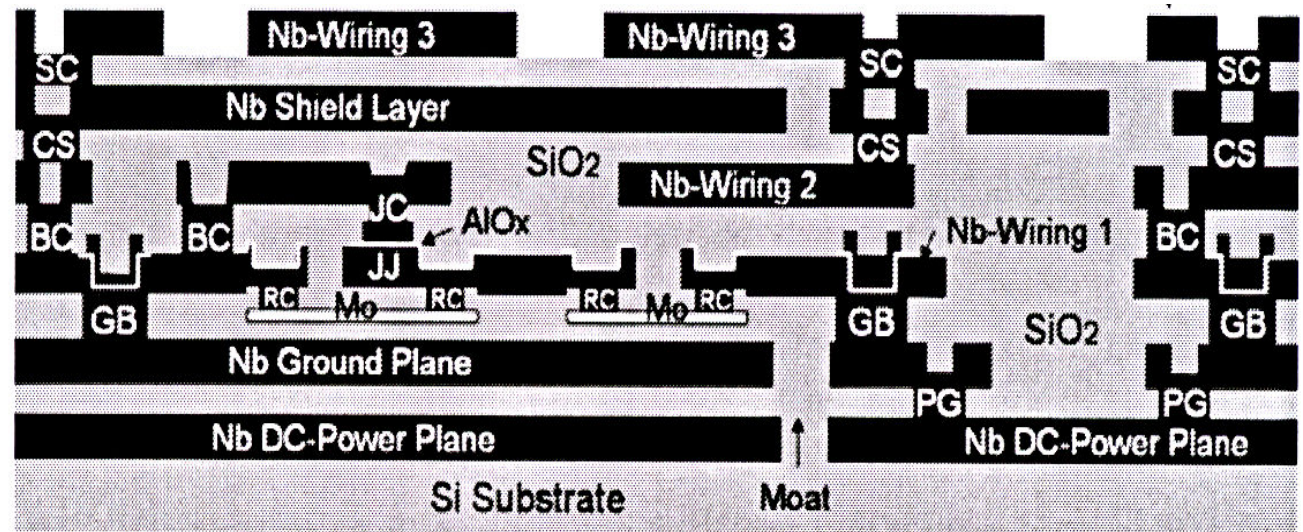 Nb-Wiring 3 Nb-Wiring 3
SC SC SC
Nb Shield Layer
CS CS CS
SiO2
Nb-Wiring 2
JC AlOx
BC BC Nb-Wiring 1 BC
JJ
RC Mo RC RC Mo RC
GB GB SiO2 GB
Nb Ground Plane
PG PG
Nb DC-Power Plane Nb DC-Power Plane
Si Substrate Moat